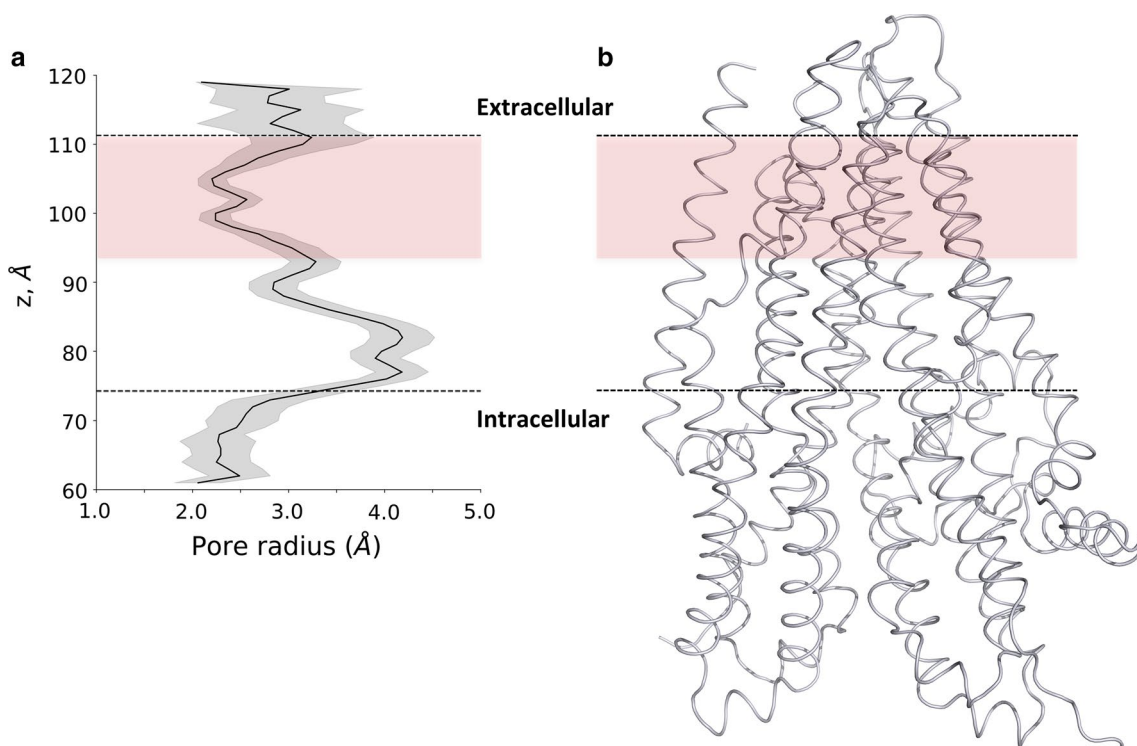 a
b
120
110
100
90
80
70
60
z, Å
1.0 2.0 3.0 4.0 5.0
Pore radius (Å)
Extracellular
Intracellular